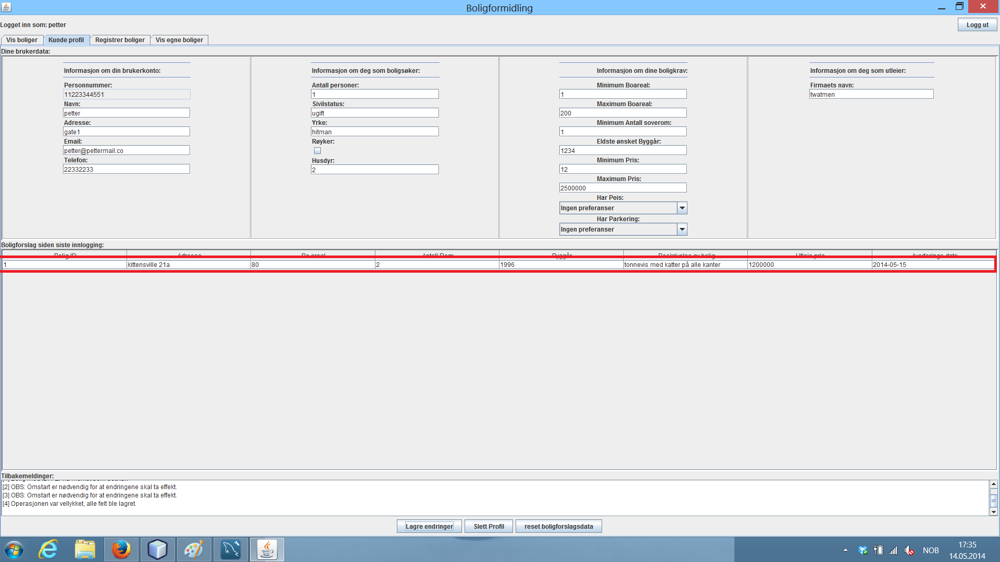 Boligformidling
Logget inn som: petter
Logg ut
Vis boliger Kunde profil Registrer boliger Vis egne boliger
Dine brukerdata:
Informasjon om din brukerkonto:
Personnummer:
11223344551
Navn:
petter
Adresse:
gate1
Email:
petter@pettermail.co
Telefon:
22332233
Informasjon om deg som boligsøker:
Antall personer:
1
Sivilstatus:
ugift
Yrke:
hitman
Røyker:
Husdyr:
2
Informasjon om dine boligkrav:
Minimum Boareal:
1
Maximum Boareal:
200
Minimum Antall soverom:
1
Eldste ønsket Byggår:
1234
Minimum Pris:
12
Maximum Pris:
2500000
Har Peis:
Ingen preferanser
Har Parkering:
Ingen preferanser
Informasjon om deg som utleier:
Firmaets navn:
twatmen
Boligforslag siden siste innlogging:
Bolig ID Adresse Bo areal Antall Rom Byggår Beskrivelse av bolig Utleie pris Averterings dato
1 kittensville 21a 80 2 1996 tonnevis med katter på alle kanter 1200000 2014-05-15
Tilbakemeldinger:
[2] OBS: Omstart er nødvendig for at endringene skal ta effekt.
[3] OBS: Omstart er nødvendig for at endringene skal ta effekt.
[4] Operasjonen var vellykket, alle felt ble lagret.
Lagre endringer Slett Profil reset boligforslagsdata
NOB
17:35
14.05.2014